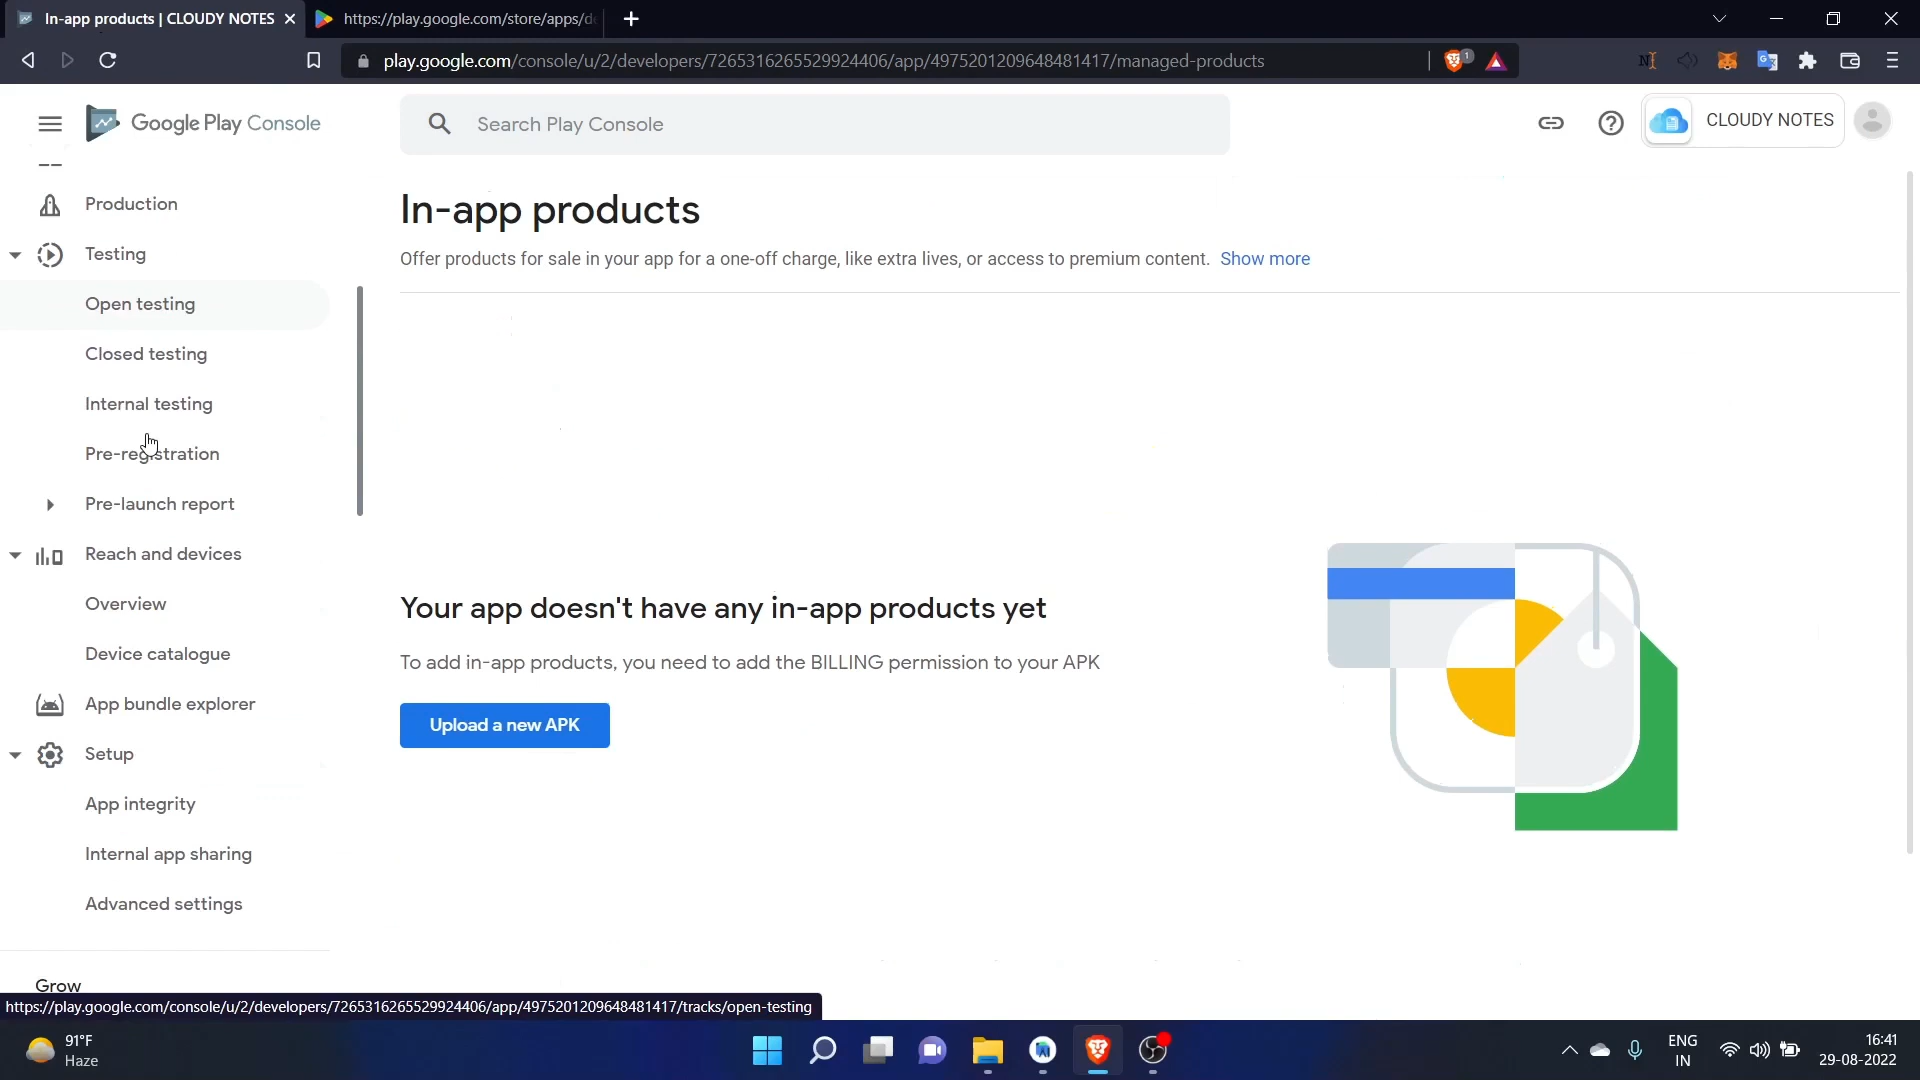 In-app products | CLOUDY NOTES
https://play.google.com/store/apps/d
play.google.com/console/u/2/developers/7265316265529924406/app/4975201209648481417/managed-products
1
Google Play Console
Search Play Console
CLOUDY NOTES
Production
Testing
Open testing
Closed testing
Internal testing
Pre-registration
Pre-launch report
Reach and devices
Overview
Device catalogue
App bundle explorer
Setup
App integrity
Internal app sharing
Advanced settings
Grow
In-app products
Offer products for sale in your app for a one-off charge, like extra lives, or access to premium content. Show more
Your app doesn't have any in-app products yet
To add in-app products, you need to add the BILLING permission to your APK
Upload a new APK
https://play.google.com/console/u/2/developers/7265316265529924406/app/4975201209648481417/tracks/open-testing
91°F
Haze
ENG
IN
16:41
29-08-2022